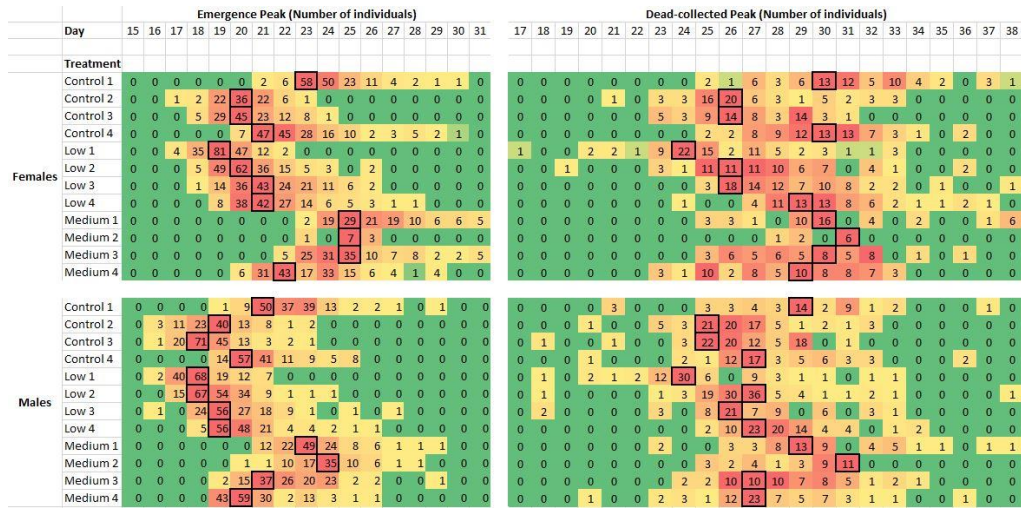 Emergence Peak (Number of individuals) Dead-collected Peak (Number of individuals)
Day 15 16 17 18 19 20 21 22 23 24 25 26 27 28 29 30 31 17 18 19 20 21 22 23 24 25 26 27 28 29 30 31 32 33 34 35 36 37 38
Treatment
Females
Control 1 0 0 0 0 0 0 2 6 58 50 23 11 4 2 1 1 0 0 0 0 0 0 0 0 0 2 1 6 3 6 13 12 5 10 4 2 0 3 1
Control 2 0 0 1 2 22 36 22 6 1 0 0 0 0 0 0 0 0 0 0 0 0 1 0 3 3 16 20 6 3 1 5 2 3 3 0 0 0 0 0
Control 3 0 0 0 5 29 45 23 12 8 1 0 0 0 0 0 0 0 0 0 0 0 0 0 5 3 9 14 8 3 14 3 1 0 0 0 0 0 0 0
Control 4 0 0 0 0 0 7 47 45 28 16 10 2 3 5 2 1 0 0 0 0 0 0 0 0 0 2 2 8 9 12 13 13 7 3 1 0 2 0 0
Low 1 0 0 4 35 81 47 12 2 0 0 0 0 0 0 0 0 0 1 0 0 2 2 1 9 22 15 2 11 5 2 3 1 1 3 0 0 0 0 0
Low 2 0 0 0 5 49 62 36 15 5 3 0 2 0 0 0 0 0 0 0 1 0 0 0 3 1 11 11 11 10 6 7 0 4 2 0 0 0 0 1
Low 3 0 0 0 1 14 36 43 24 21 11 6 2 0 0 0 0 0 0 0 0 0 0 0 0 0 3 18 14 12 7 10 8 2 2 0 1 0 0 1
Low 4 0 0 0 0 8 38 42 27 14 6 5 3 1 1 0 0 0 0 0 0 0 0 0 0 1 0 0 4 11 13 13 8 6 2 1 1 2 1 0
Medium 1 0 0 0 0 0 0 0 0 2 19 29 21 19 10 6 6 5 0 0 0 0 0 0 0 0 3 3 1 0 10 16 6 4 0 2 0 0 1 6
Medium 2 0 0 0 0 0 0 0 0 1 0 7 3 0 0 0 0 0 0 0 0 0 0 0 0 0 0 0 0 1 2 0 6 0 0 0 0 0 0 0
Medium 3 0 0 0 0 0 0 0 5 25 31 35 10 7 8 2 2 5 0 0 0 0 0 0 0 0 3 6 5 6 5 8 5 8 0 1 0 1 0 0
Medium 4 0 0 0 0 0 6 31 43 17 33 15 6 4 1 4 0 0 0 0 0 0 0 0 3 1 10 2 8 5 10 8 8 7 3 0 0 0 0 0
Males
Control 1 0 0 0 0 1 9 50 37 39 13 2 2 1 0 1 0 0 0 0 0 0 3 0 0 0 3 3 4 3 14 2 9 1 2 0 0 0 1 0
Control 2 0 3 11 23 40 13 8 1 2 0 0 0 0 0 0 0 0 0 0 0 1 0 0 5 3 21 20 17 5 1 2 1 3 0 0 0 0 0 0
Control 3 0 1 20 71 45 13 3 2 1 0 0 0 0 0 0 0 0 0 1 0 0 1 0 0 3 22 20 12 5 18 0 1 0 0 0 0 0 0 0
Control 4 0 0 0 0 14 57 41 11 9 5 8 0 0 0 0 0 0 0 0 0 1 0 0 0 2 1 12 17 3 5 6 3 3 0 0 2 0 0
Low 1 0 2 40 68 19 12 7 0 0 0 0 0 0 0 0 0 0 0 1 0 2 1 2 12 30 6 0 9 3 1 1 0 1 1 0 0 0 0 0
Low 2 0 0 15 67 54 34 9 1 1 1 0 0 0 0 0 0 0 0 0 0 0 0 0 1 3 19 30 36 5 4 1 1 2 1 0 0 0 0 1
Low 3 0 1 0 24 56 27 18 9 1 0 1 0 1 0 0 0 0 0 2 0 0 0 0 3 0 8 21 7 9 0 6 0 3 1 0 0 0 0 0
Low 4 0 0 0 5 56 48 21 4 4 2 1 1 0 0 0 0 0 0 0 0 0 0 0 0 0 2 10 23 20 14 4 4 0 1 2 0 0 0 0
Medium 1 0 0 0 0 0 0 12 22 49 24 8 6 1 1 1 0 0 0 0 0 0 0 0 2 0 0 3 3 8 13 9 0 4 5 1 1 1 1 1
Medium 2 0 0 0 0 0 1 1 10 17 35 10 6 1 1 0 0 0 0 0 0 0 0 0 0 0 3 2 4 1 3 9 11 0 0 0 0 0 0 0
Medium 3 0 0 0 0 2 15 37 26 20 23 2 2 0 1 0 0 0 0 0 0 0 0 0 0 2 2 10 10 8 7 8 5 1 2 1 0 0 0 0
Medium 4 0 0 0 0 43 59 30 2 13 3 1 1 0 0 0 0 0 0 0 0 1 0 0 2 3 1 12 23 7 5 7 3 1 1 2 0 0 1 0 0